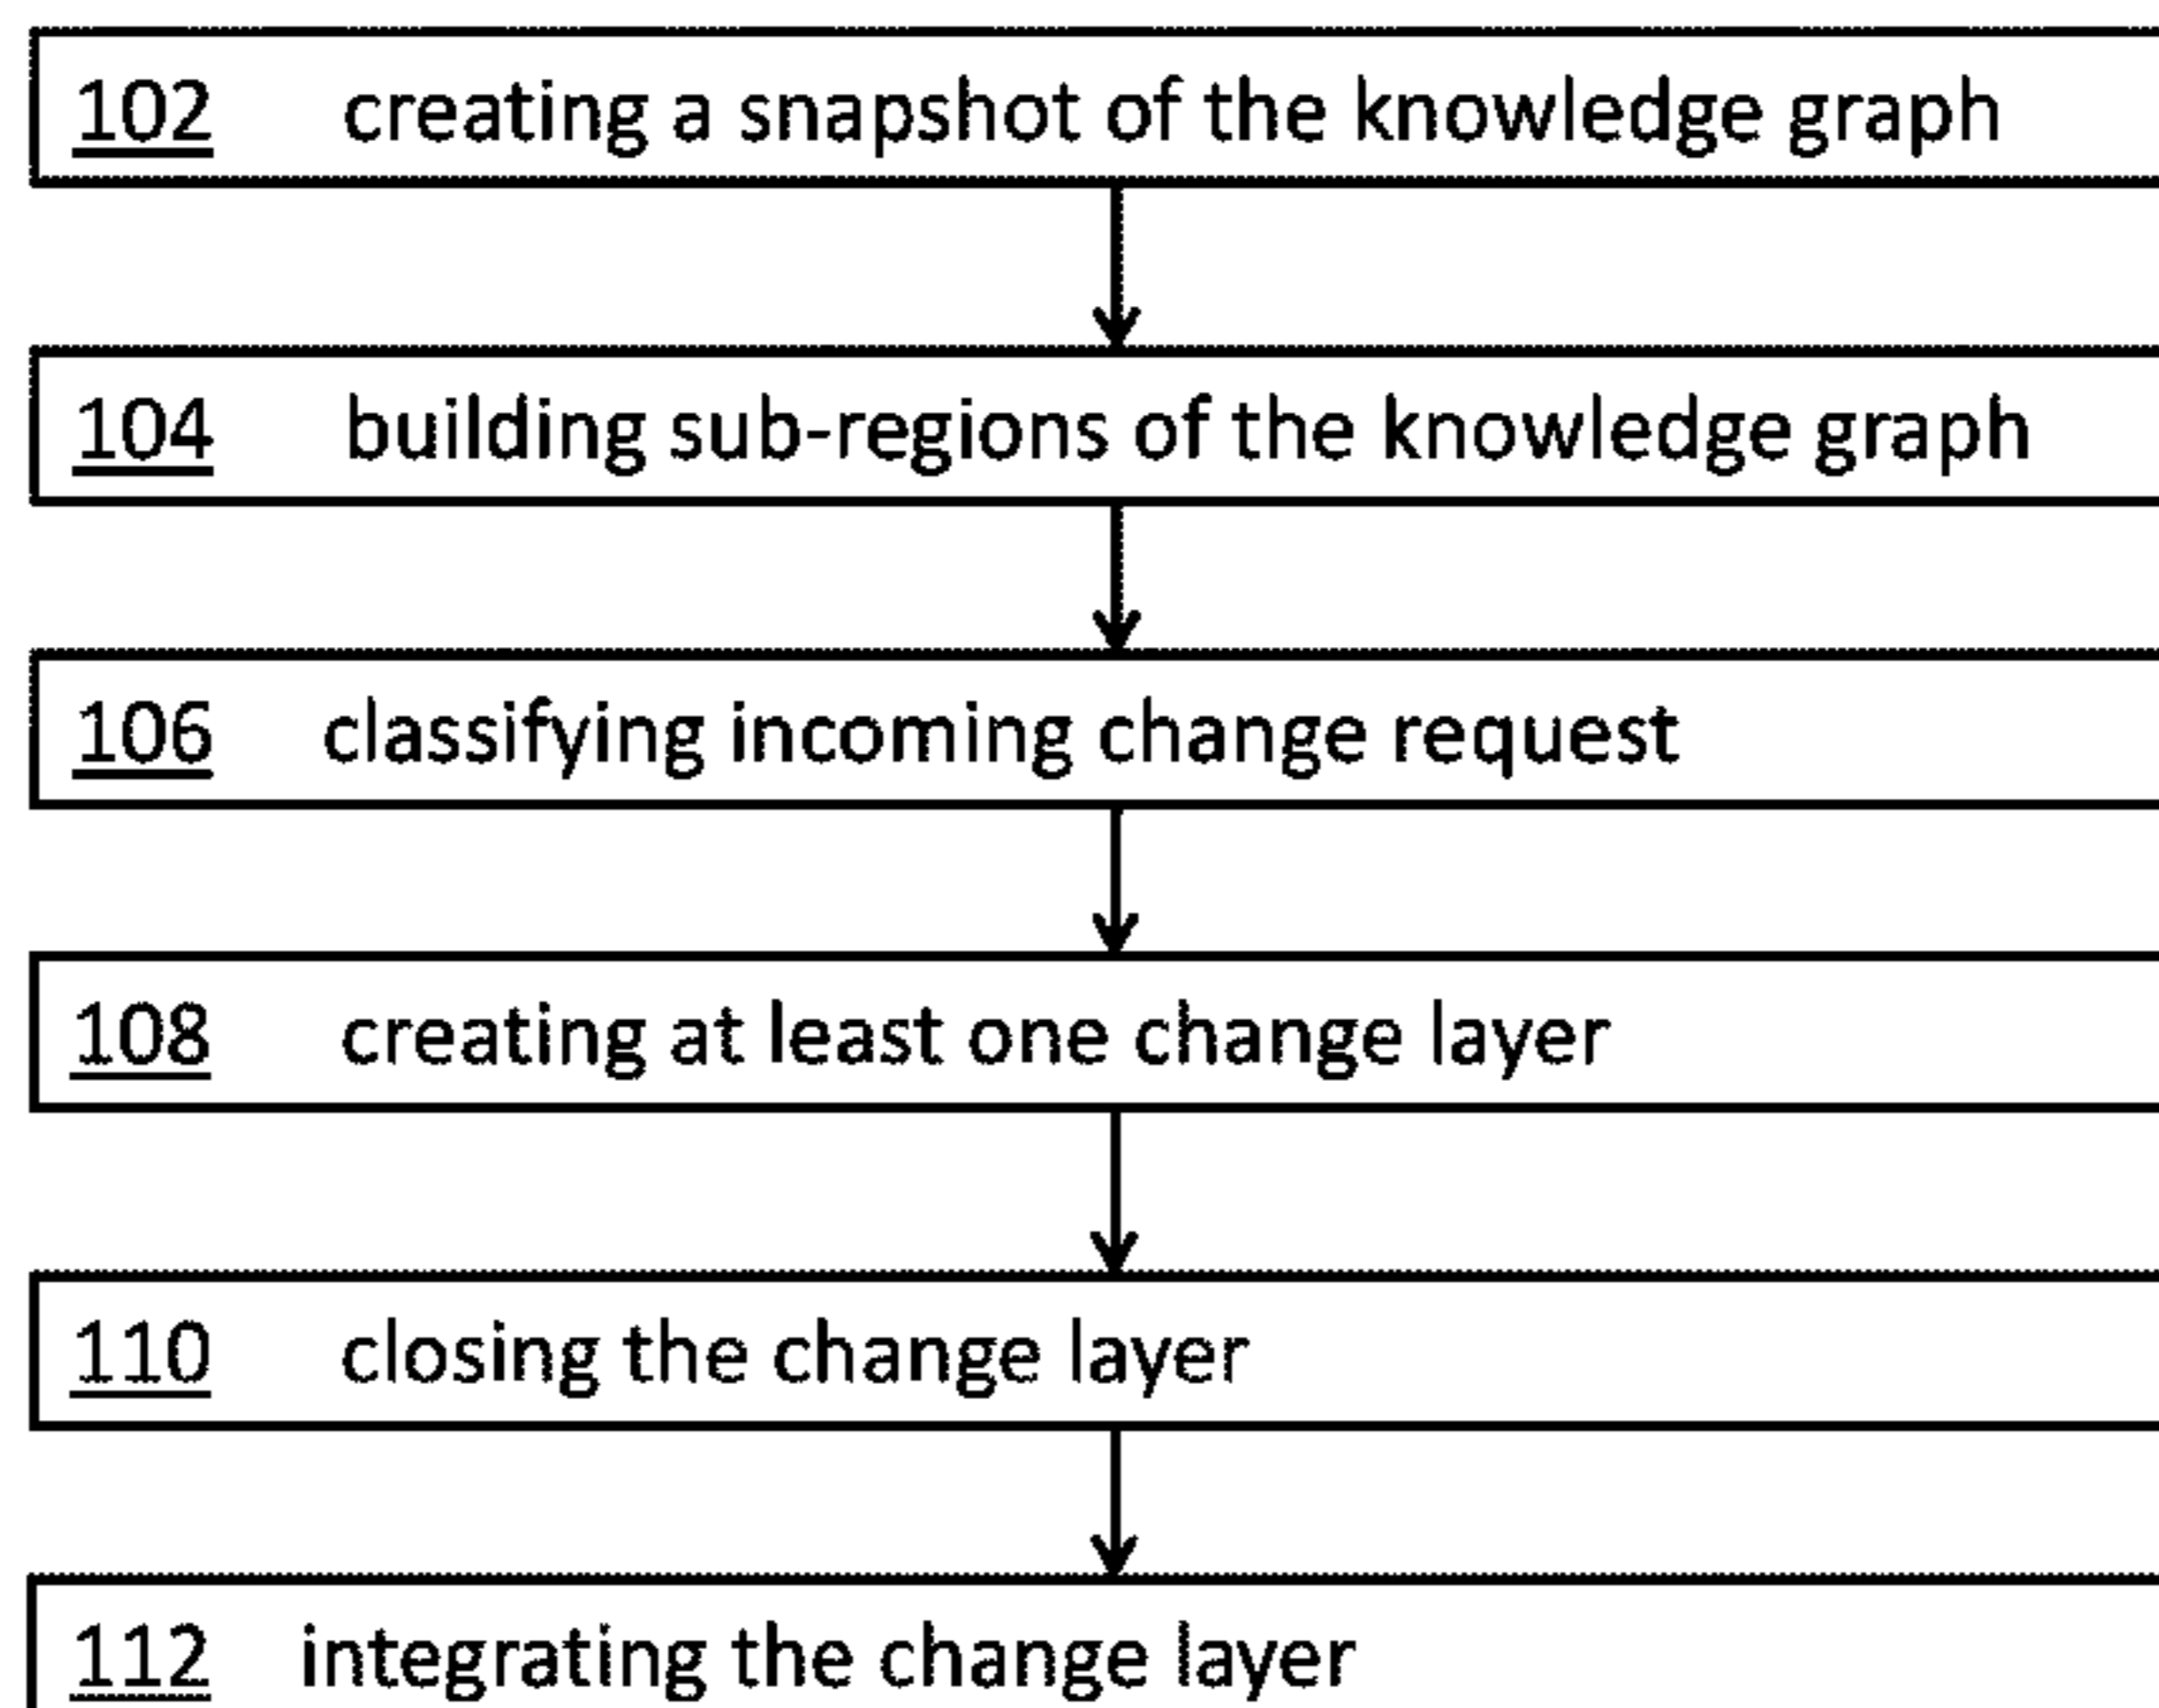 102 creating a snapshot of the knowledge graph
104 building sub-regions of the knowledge graph
106 classifying incoming change request
108 creating at least one change layer
110 closing the change layer
112 integrating the change layer